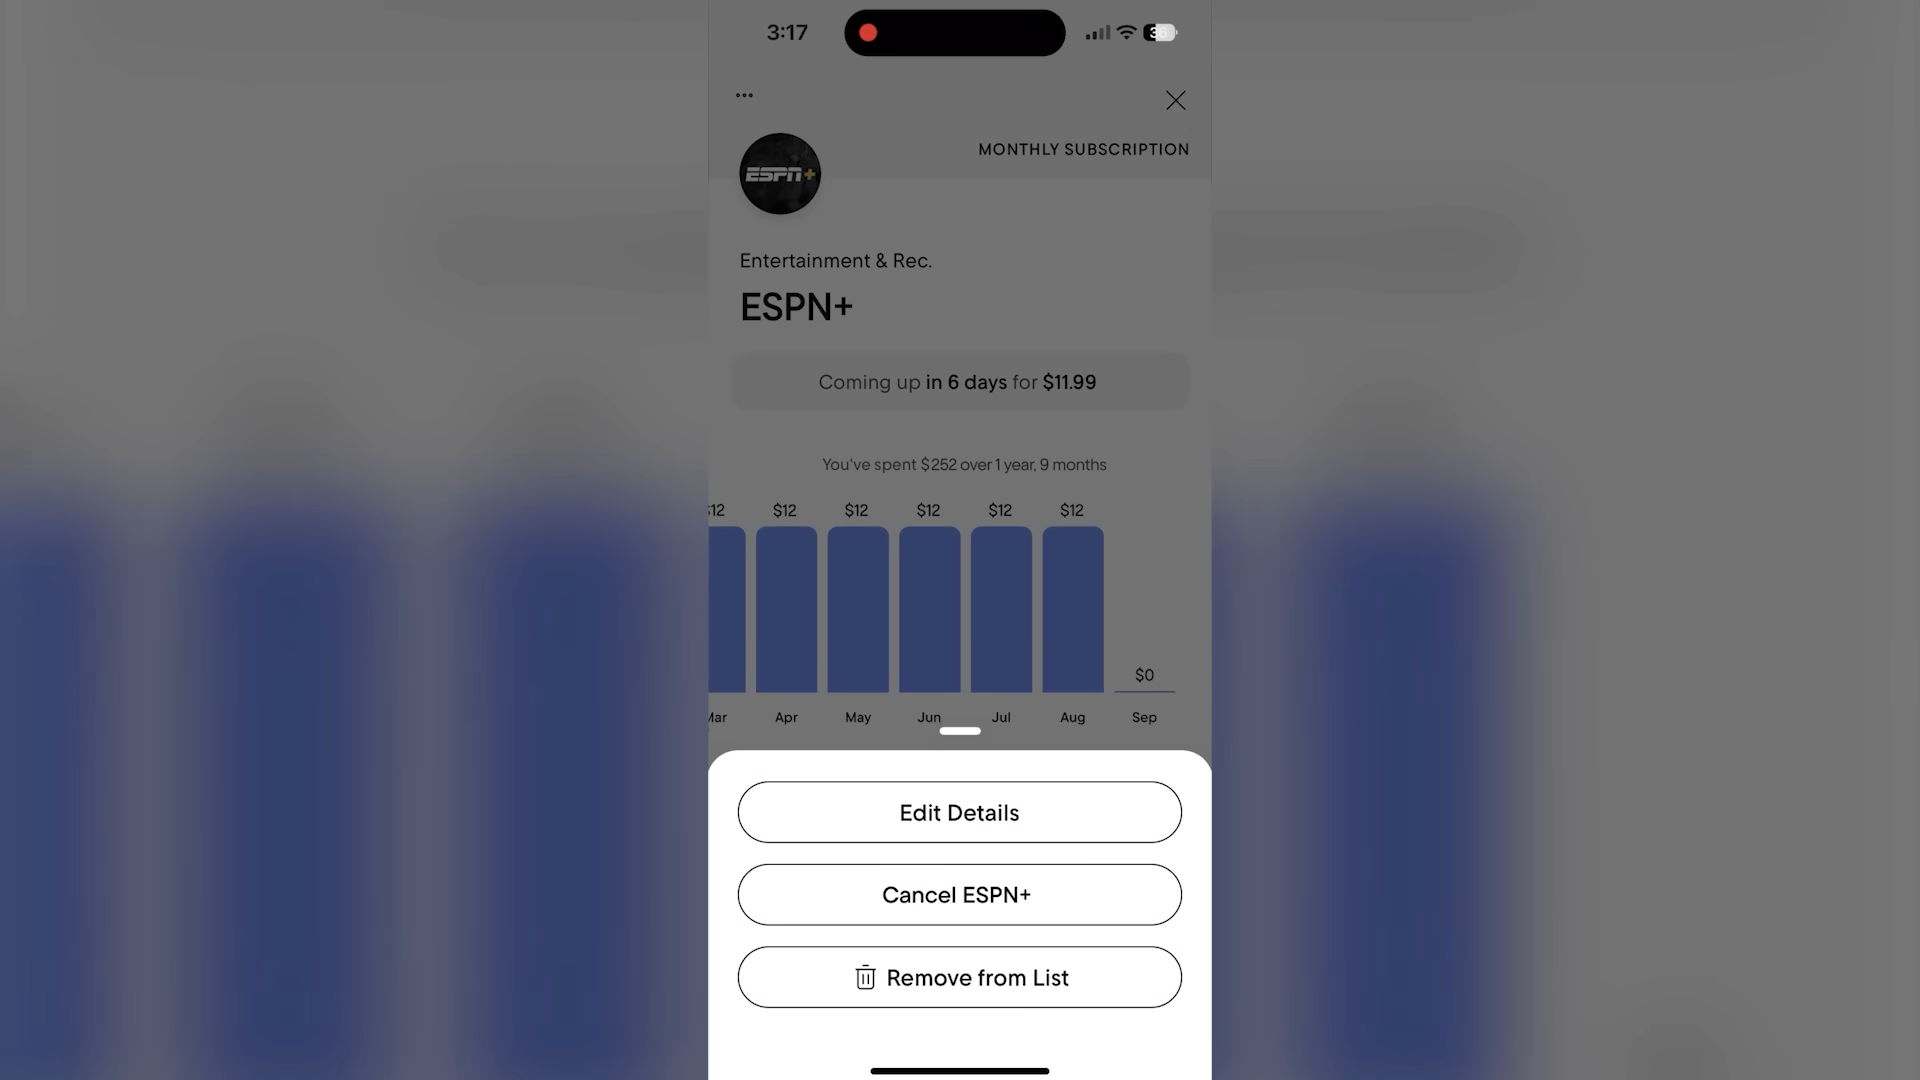 3:17
36
MONTHLY SUBSCRIPTION
ESPN+
Entertainment & Rec.
ESPN+
Coming up in 6 days for $11.99
You've spent $252 over 1 year, 9 months
$12 $12 $12 $12 $12 $12
$0
Mar Apr May Jun Jul Aug Sep
Edit Details
Cancel ESPN+
Remove from List